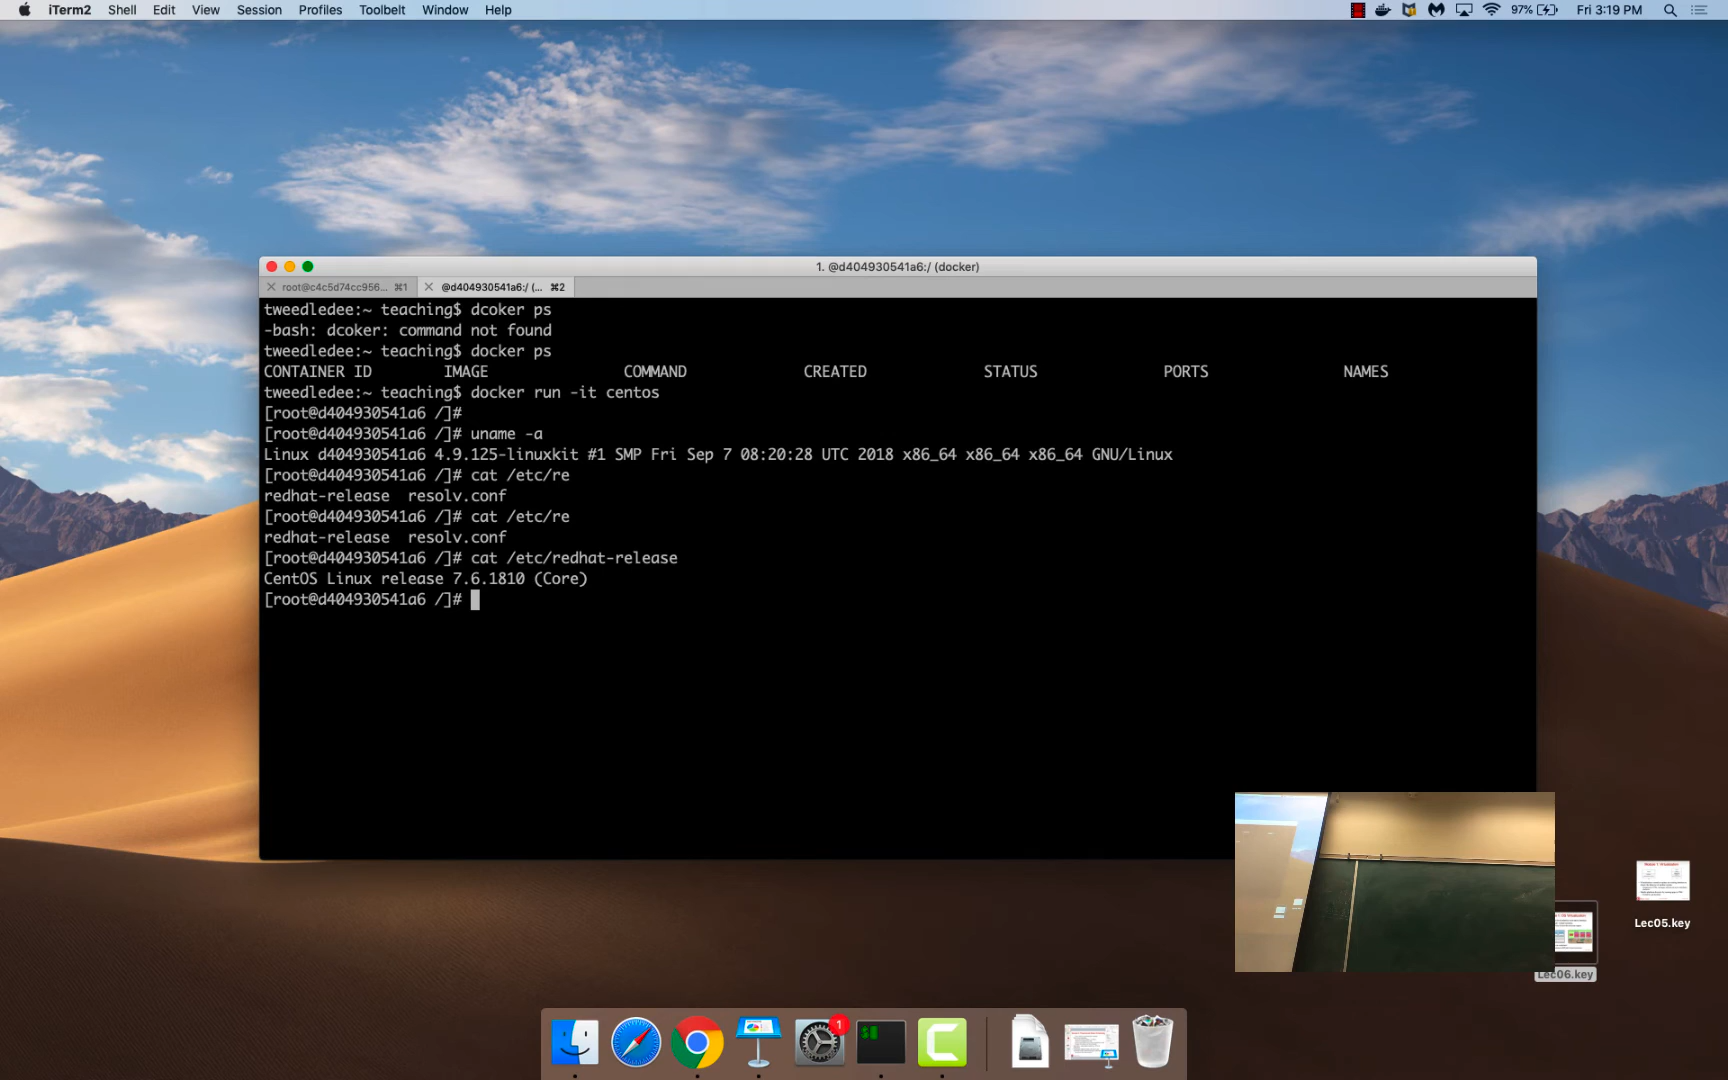 iTerm2 Shell Edit View Session Profiles Toolbelt Window Help 97% Fri 3:19 PM
1. @d404930541a6:/ (docker)
root@c4c5d74cc956... ⌘1 @d404930541a6:/ (... ⌘2
tweedledee:~ teaching$ dcoker ps
-bash: dcoker: command not found
tweedledee:~ teaching$ docker ps
CONTAINER ID IMAGE COMMAND CREATED STATUS PORTS NAMES
tweedledee:~ teaching$ docker run -it centos
[root@d404930541a6 /]#
[root@d404930541a6 /]# uname -a
Linux d404930541a6 4.9.125-linuxkit #1 SMP Fri Sep 7 08:20:28 UTC 2018 x86_64 x86_64 x86_64 GNU/Linux
[root@d404930541a6 /]# cat /etc/re
redhat-release resolv.conf
[root@d404930541a6 /]# cat /etc/re
redhat-release resolv.conf
[root@d404930541a6 /]# cat /etc/redhat-release
CentOS Linux release 7.6.1810 (Core)
[root@d404930541a6 /]#
Lec05.key
Lec06.key
1